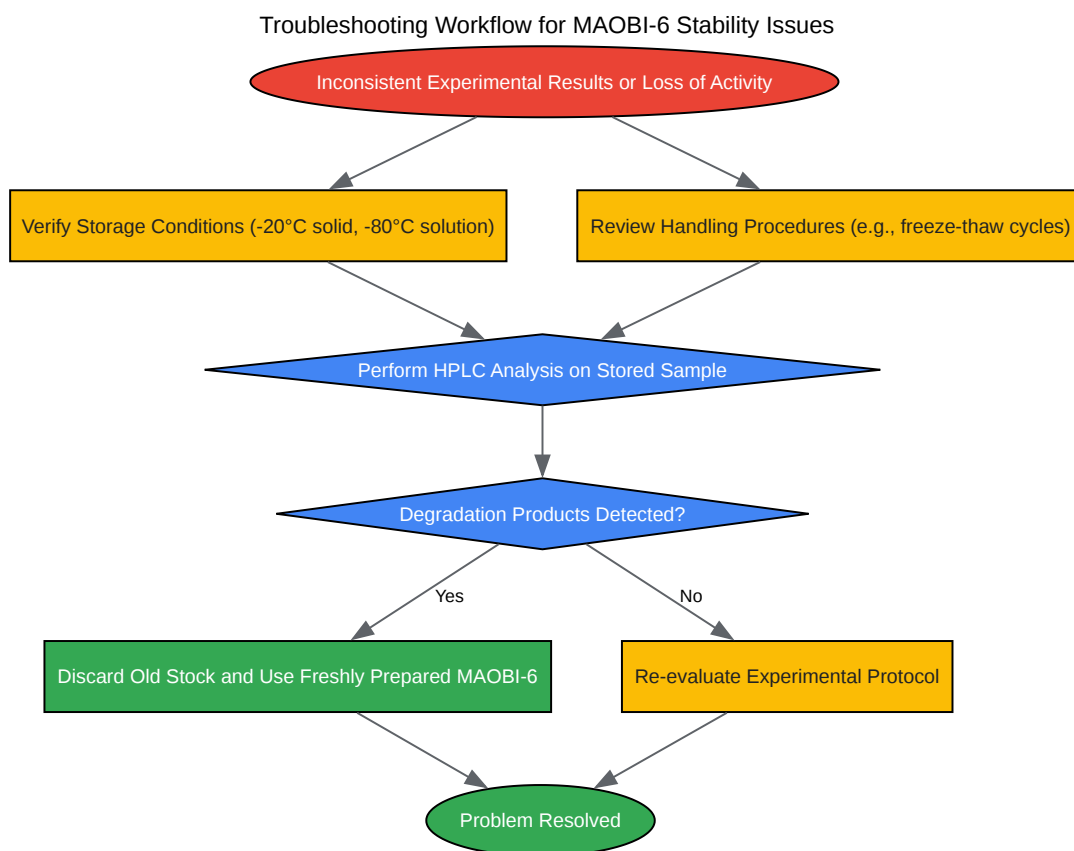 Troubleshooting Workflow for MAOBI-6 Stability Issues
Inconsistent Experimental Results or Loss of Activity
Verify Storage Conditions (-20°C solid, -80°C solution)
Review Handling Procedures (e.g., freeze-thaw cycles)
Perform HPLC Analysis on Stored Sample
Degradation Products Detected?
Yes
No
Discard Old Stock and Use Freshly Prepared MAOBI-6
Re-evaluate Experimental Protocol
Problem Resolved